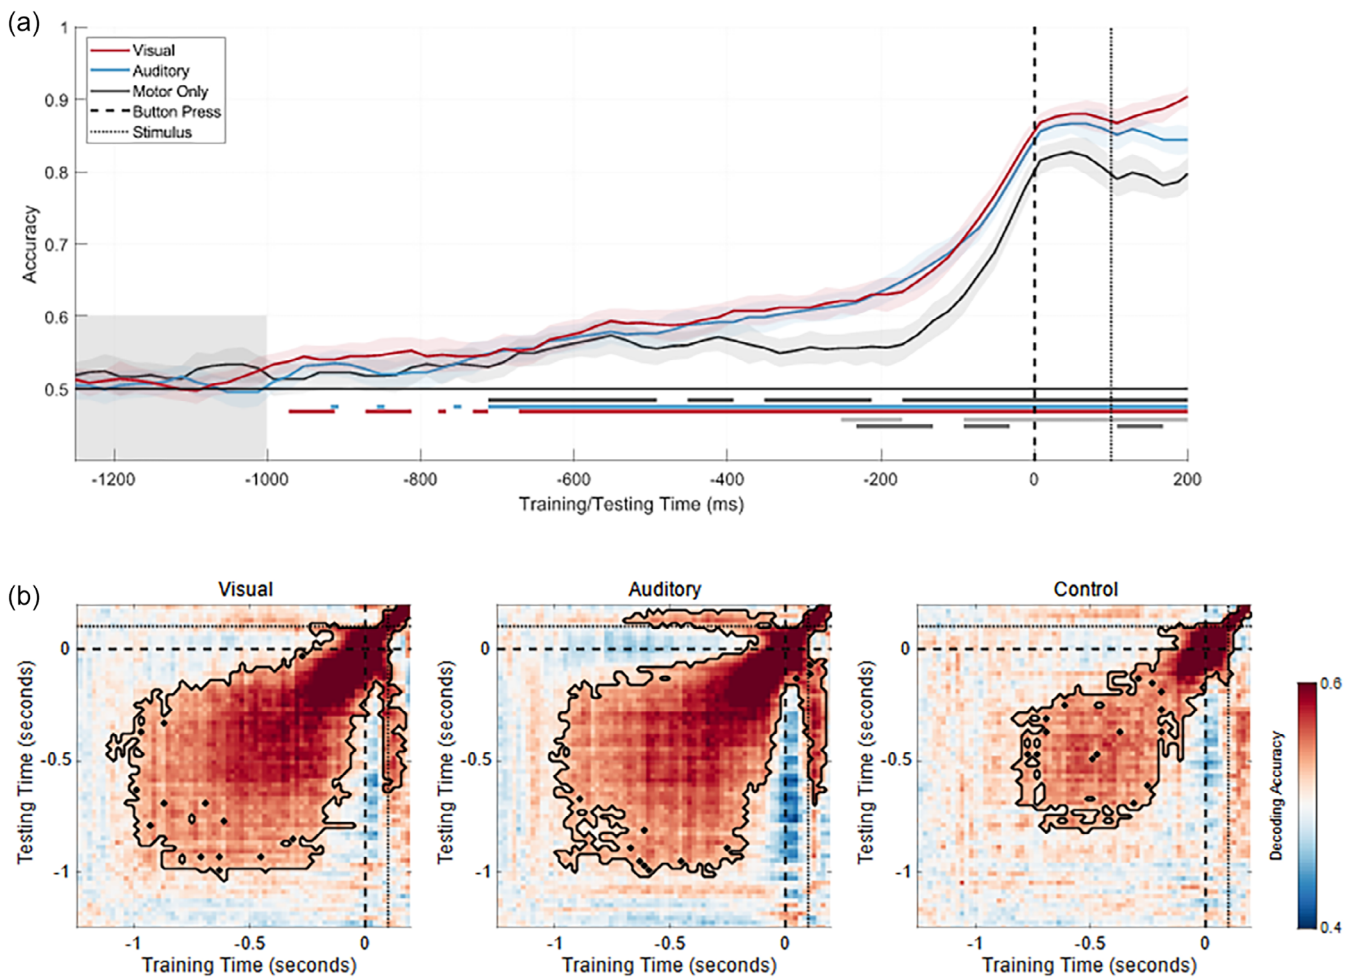 (a)
1
0.9
0.8
0.7
0.6
0.5
0.4
Accuracy
Visual
Auditory
Motor Only
Button Press
Stimulus
-1200 -1000 -800 -600 -400 -200 0 200
Training/Testing Time (ms)
(b)
Visual Auditory Control
0 0 0
-0.5 -0.5 -0.5
-1 -1 -1
Testing Time (seconds) Testing Time (seconds) Testing Time (seconds)
-1 -0.5 0 -1 -0.5 0 -1 -0.5 0
Training Time (seconds) Training Time (seconds) Training Time (seconds)
0.6
Decoding Accuracy
0.4